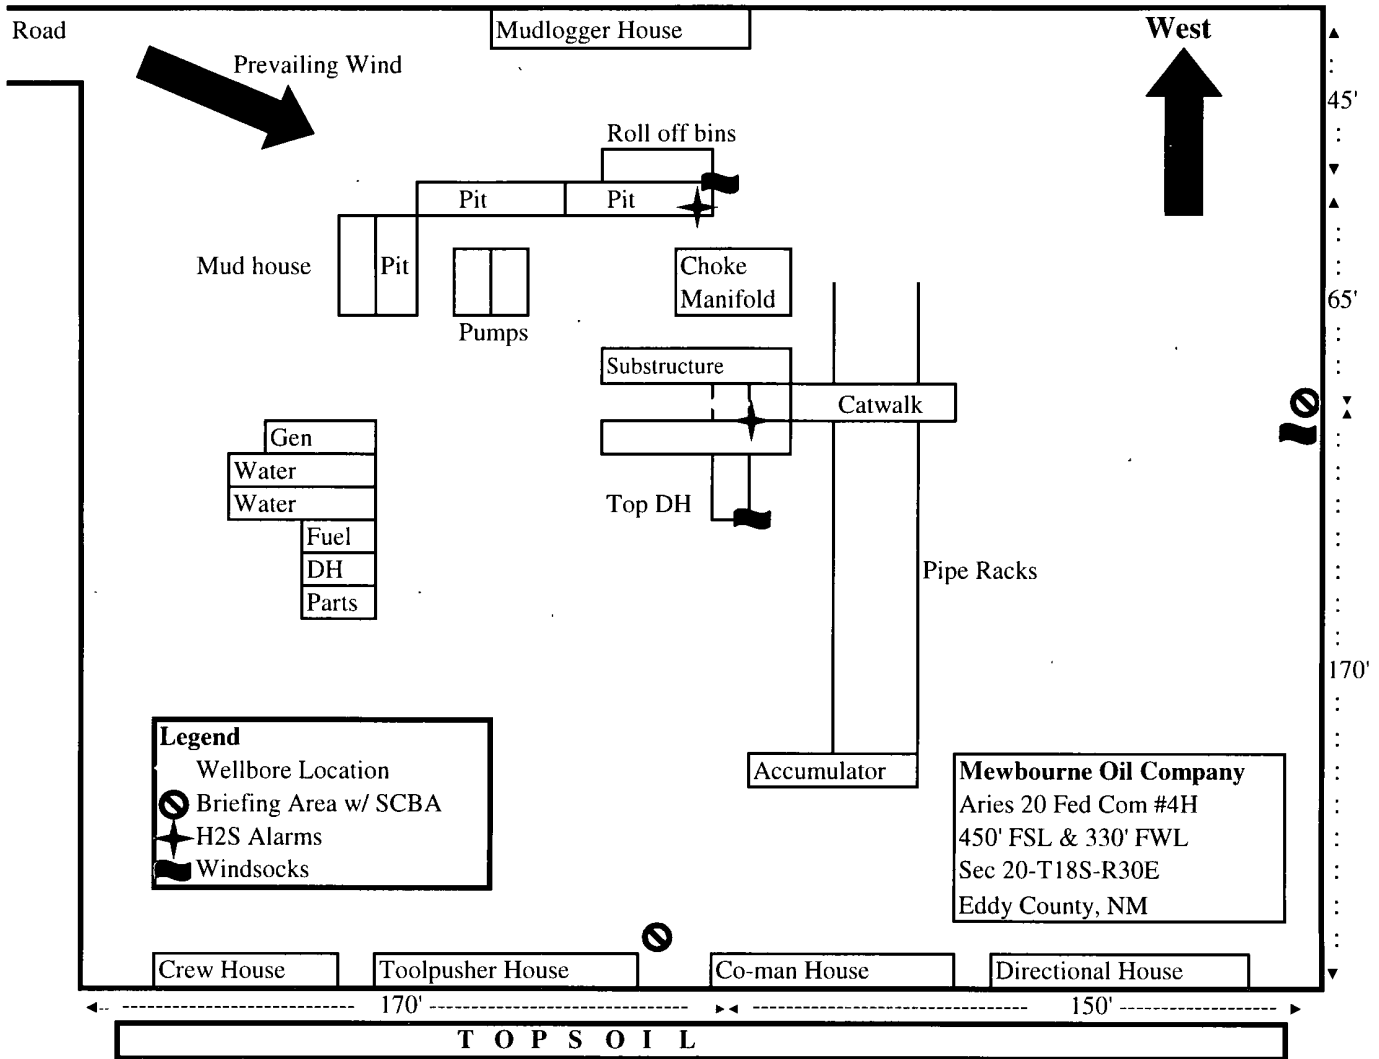 Road
Mudlogger House
West
Prevailing Wind
45'
Roll off bins
Pit
Pit
Mud house
Pit
Choke
Manifold
65'
Pumps
Substructure
Catwalk
Gen
Water
Water
Top DH
Fuel
DH
Pipe Racks
Parts
170'
Legend
Wellbore Location
Briefing Area w/ SCBA
H2S Alarms
Windsocks
Accumulator
Mewbourne Oil Company
Aries 20 Fed Com #4H
450' FSL & 330' FWL
Sec 20-T18S-R30E
Eddy County, NM
Crew House
Toolpusher House
Co-man House
Directional House
170'
150'
TOPSOIL